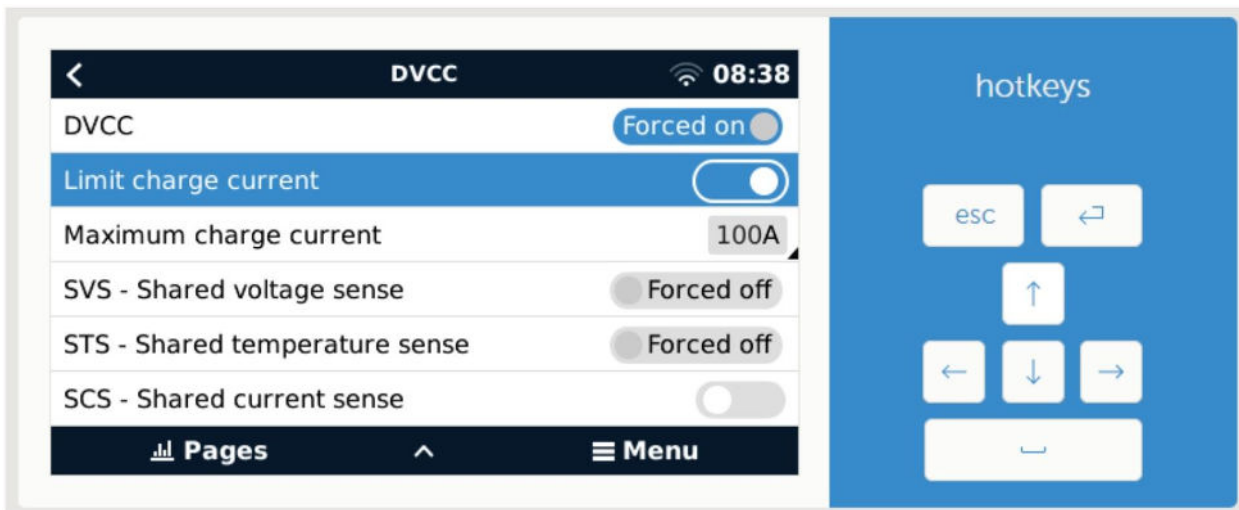 DVCC 08:38
DVCC Forced on
Limit charge current
Maximum charge current 100A
SVS - Shared voltage sense Forced off
STS - Shared temperature sense Forced off
SCS - Shared current sense
Pages Menu
hotkeys
esc